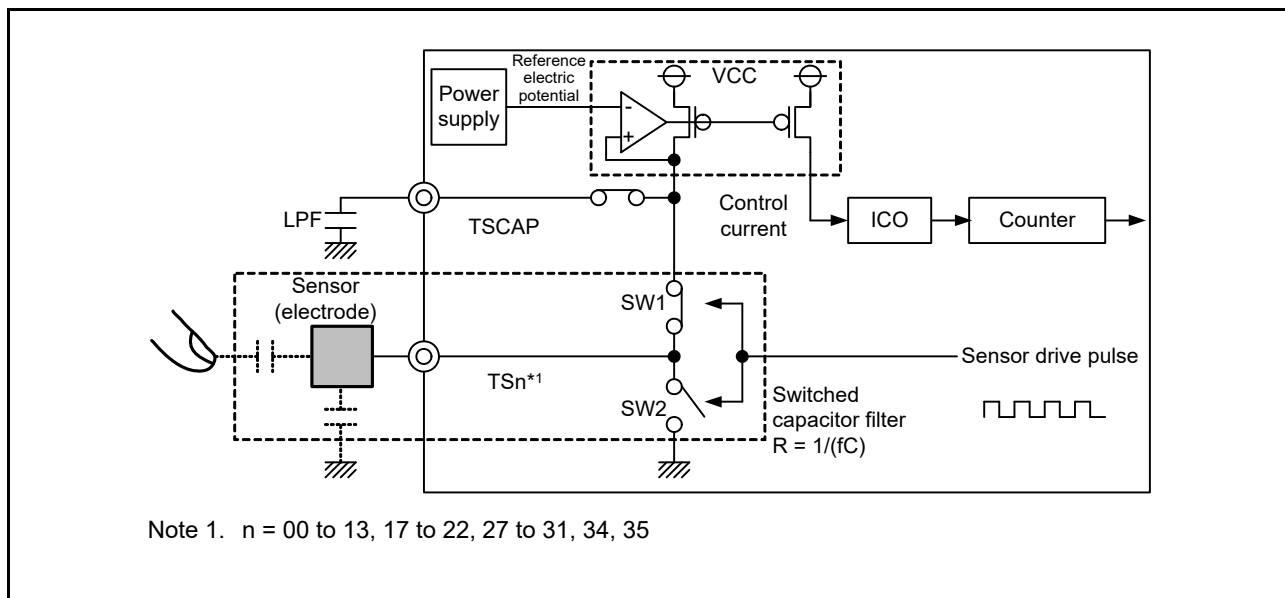 Reference
electric
potential
VCC
Power
supply
-
+
LPF
TSCAP
Control
current
ICO
Counter
Sensor
(electrode)
SW1
Sensor drive pulse
TSn*1
SW2
Switched
capacitor filter
R = 1/(fC)
Note 1. n = 00 to 13, 17 to 22, 27 to 31, 34, 35